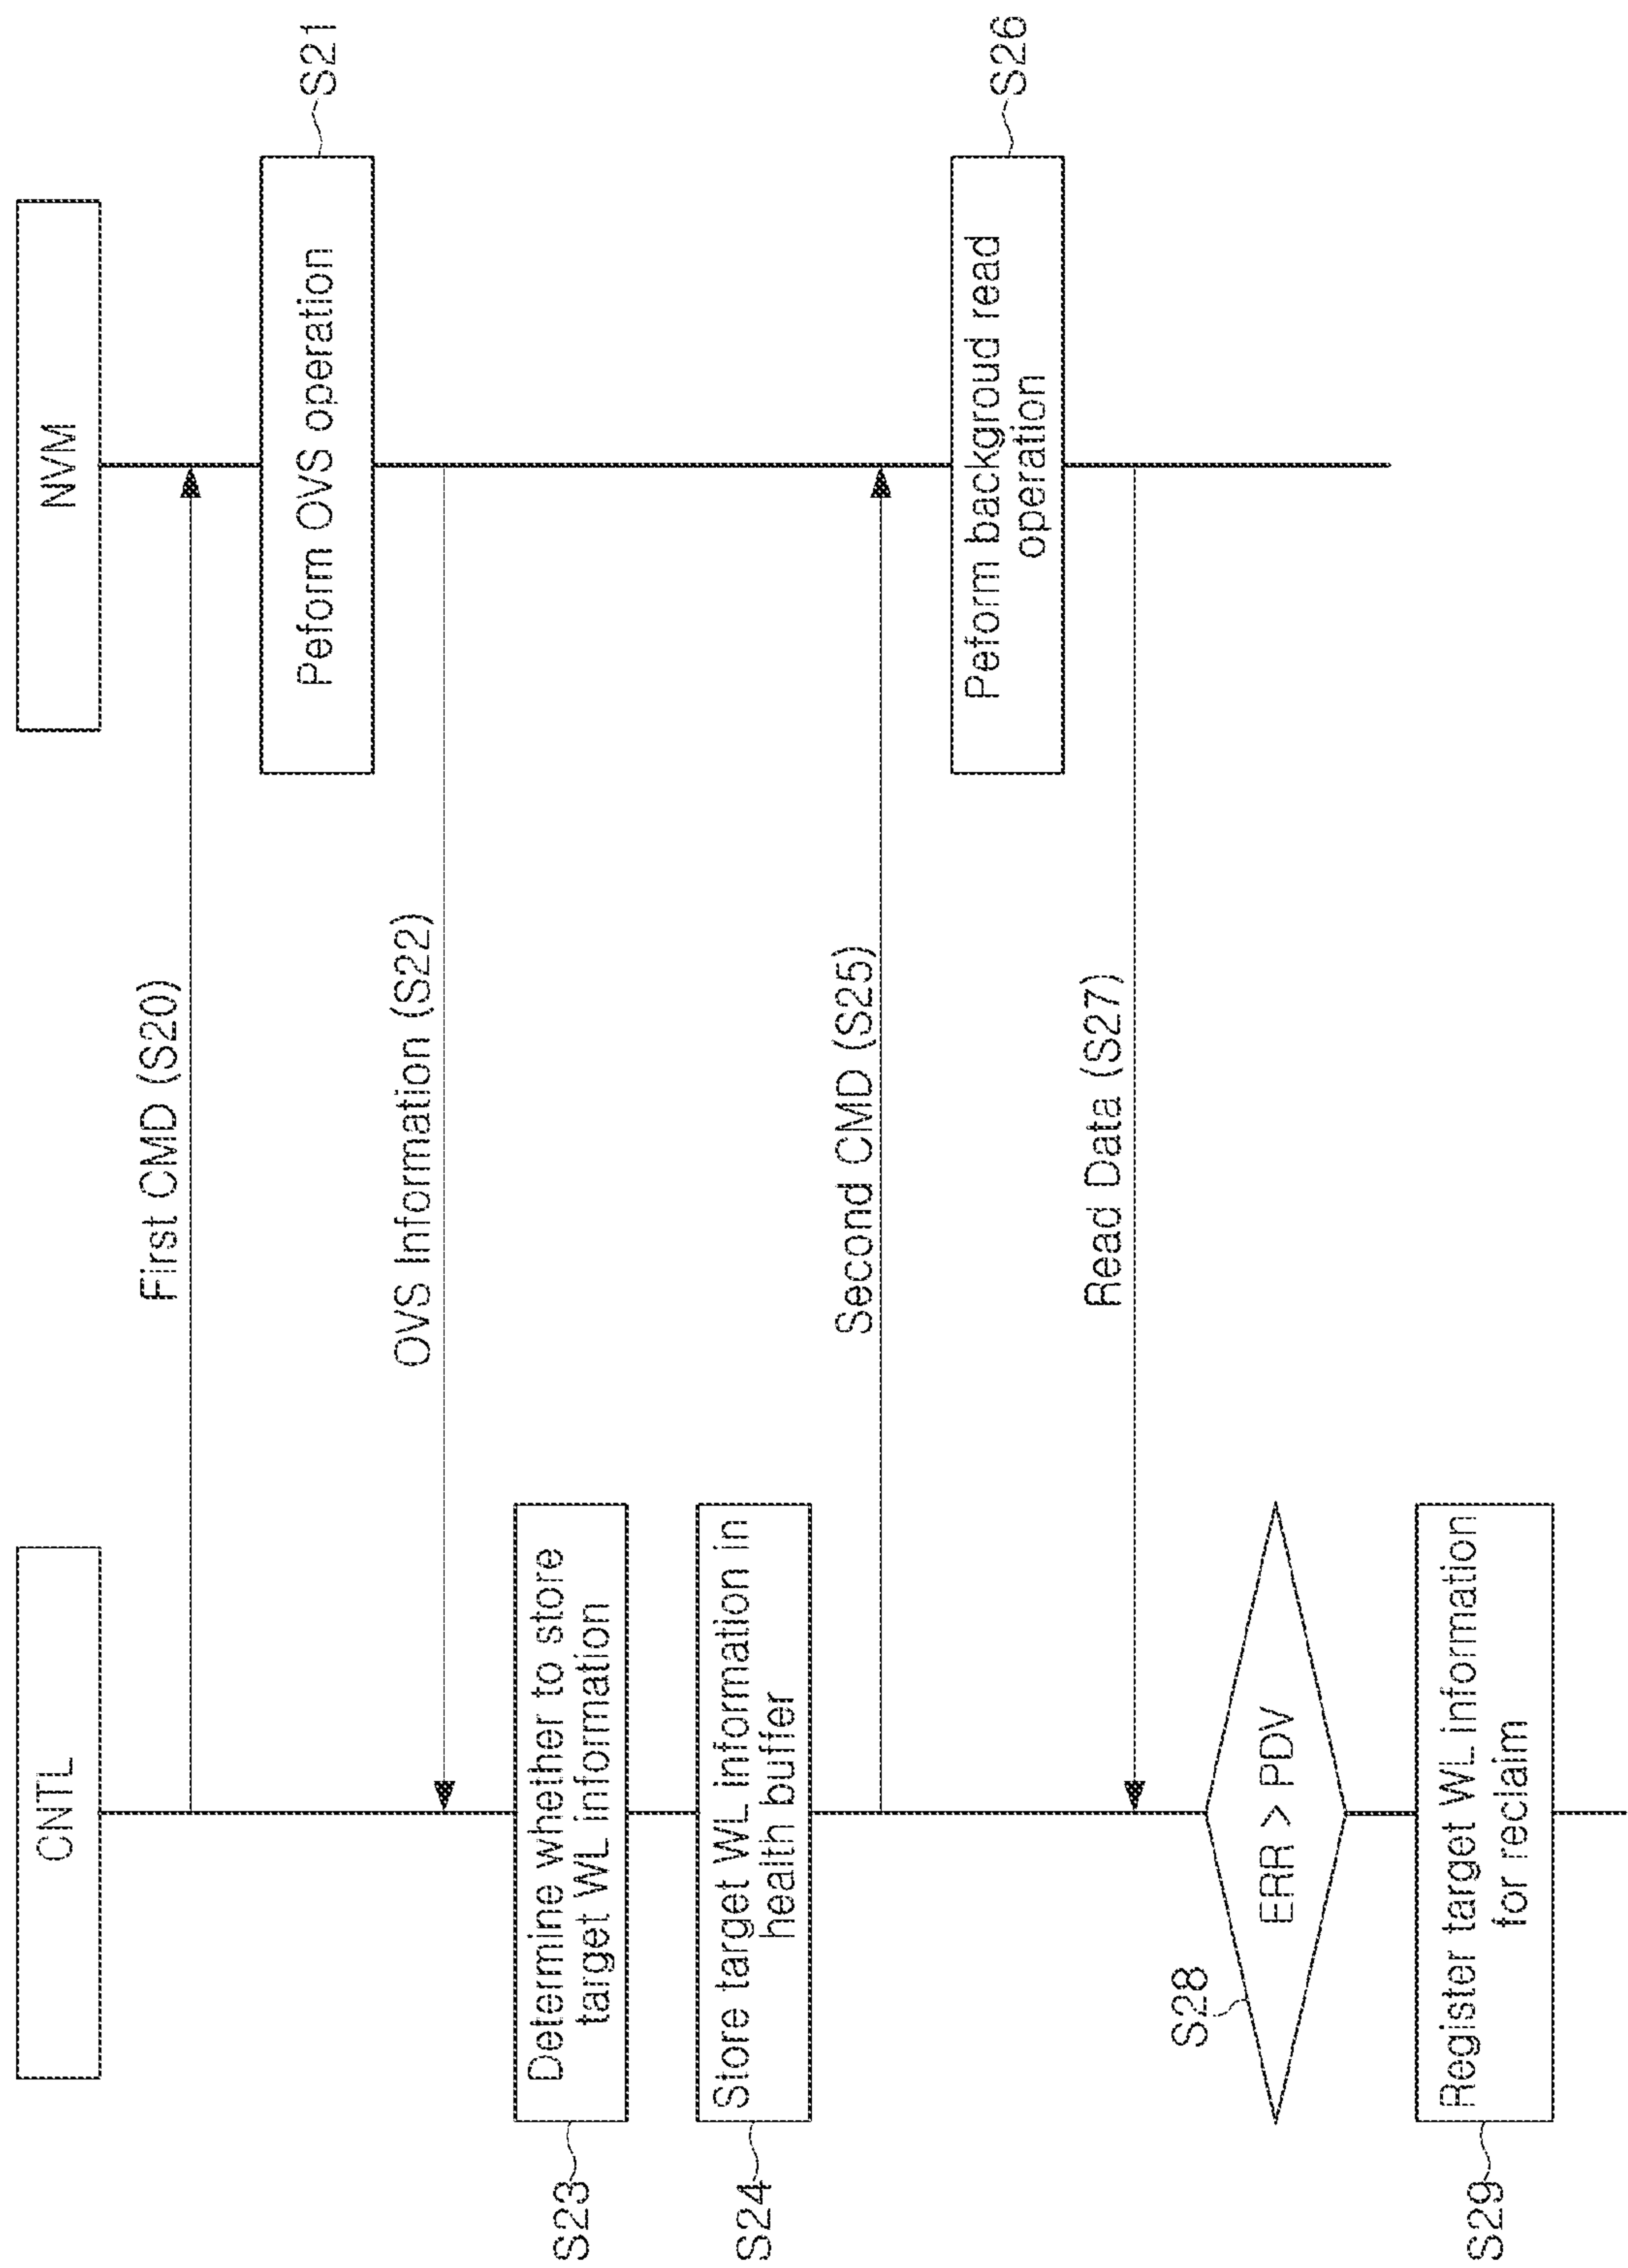 CNTL
NVM
First CMD (S20)
Peform OVS operation
S21
OVS Information (S22)
S23
Determine whether to store
target WL information
S24
Store target WL information in
health buffer
Second CMD (S25)
Peform backgroud read
operation
S26
Read Data (S27)
S28
ERR > PDV
S29
Register target WL information
for reclaim